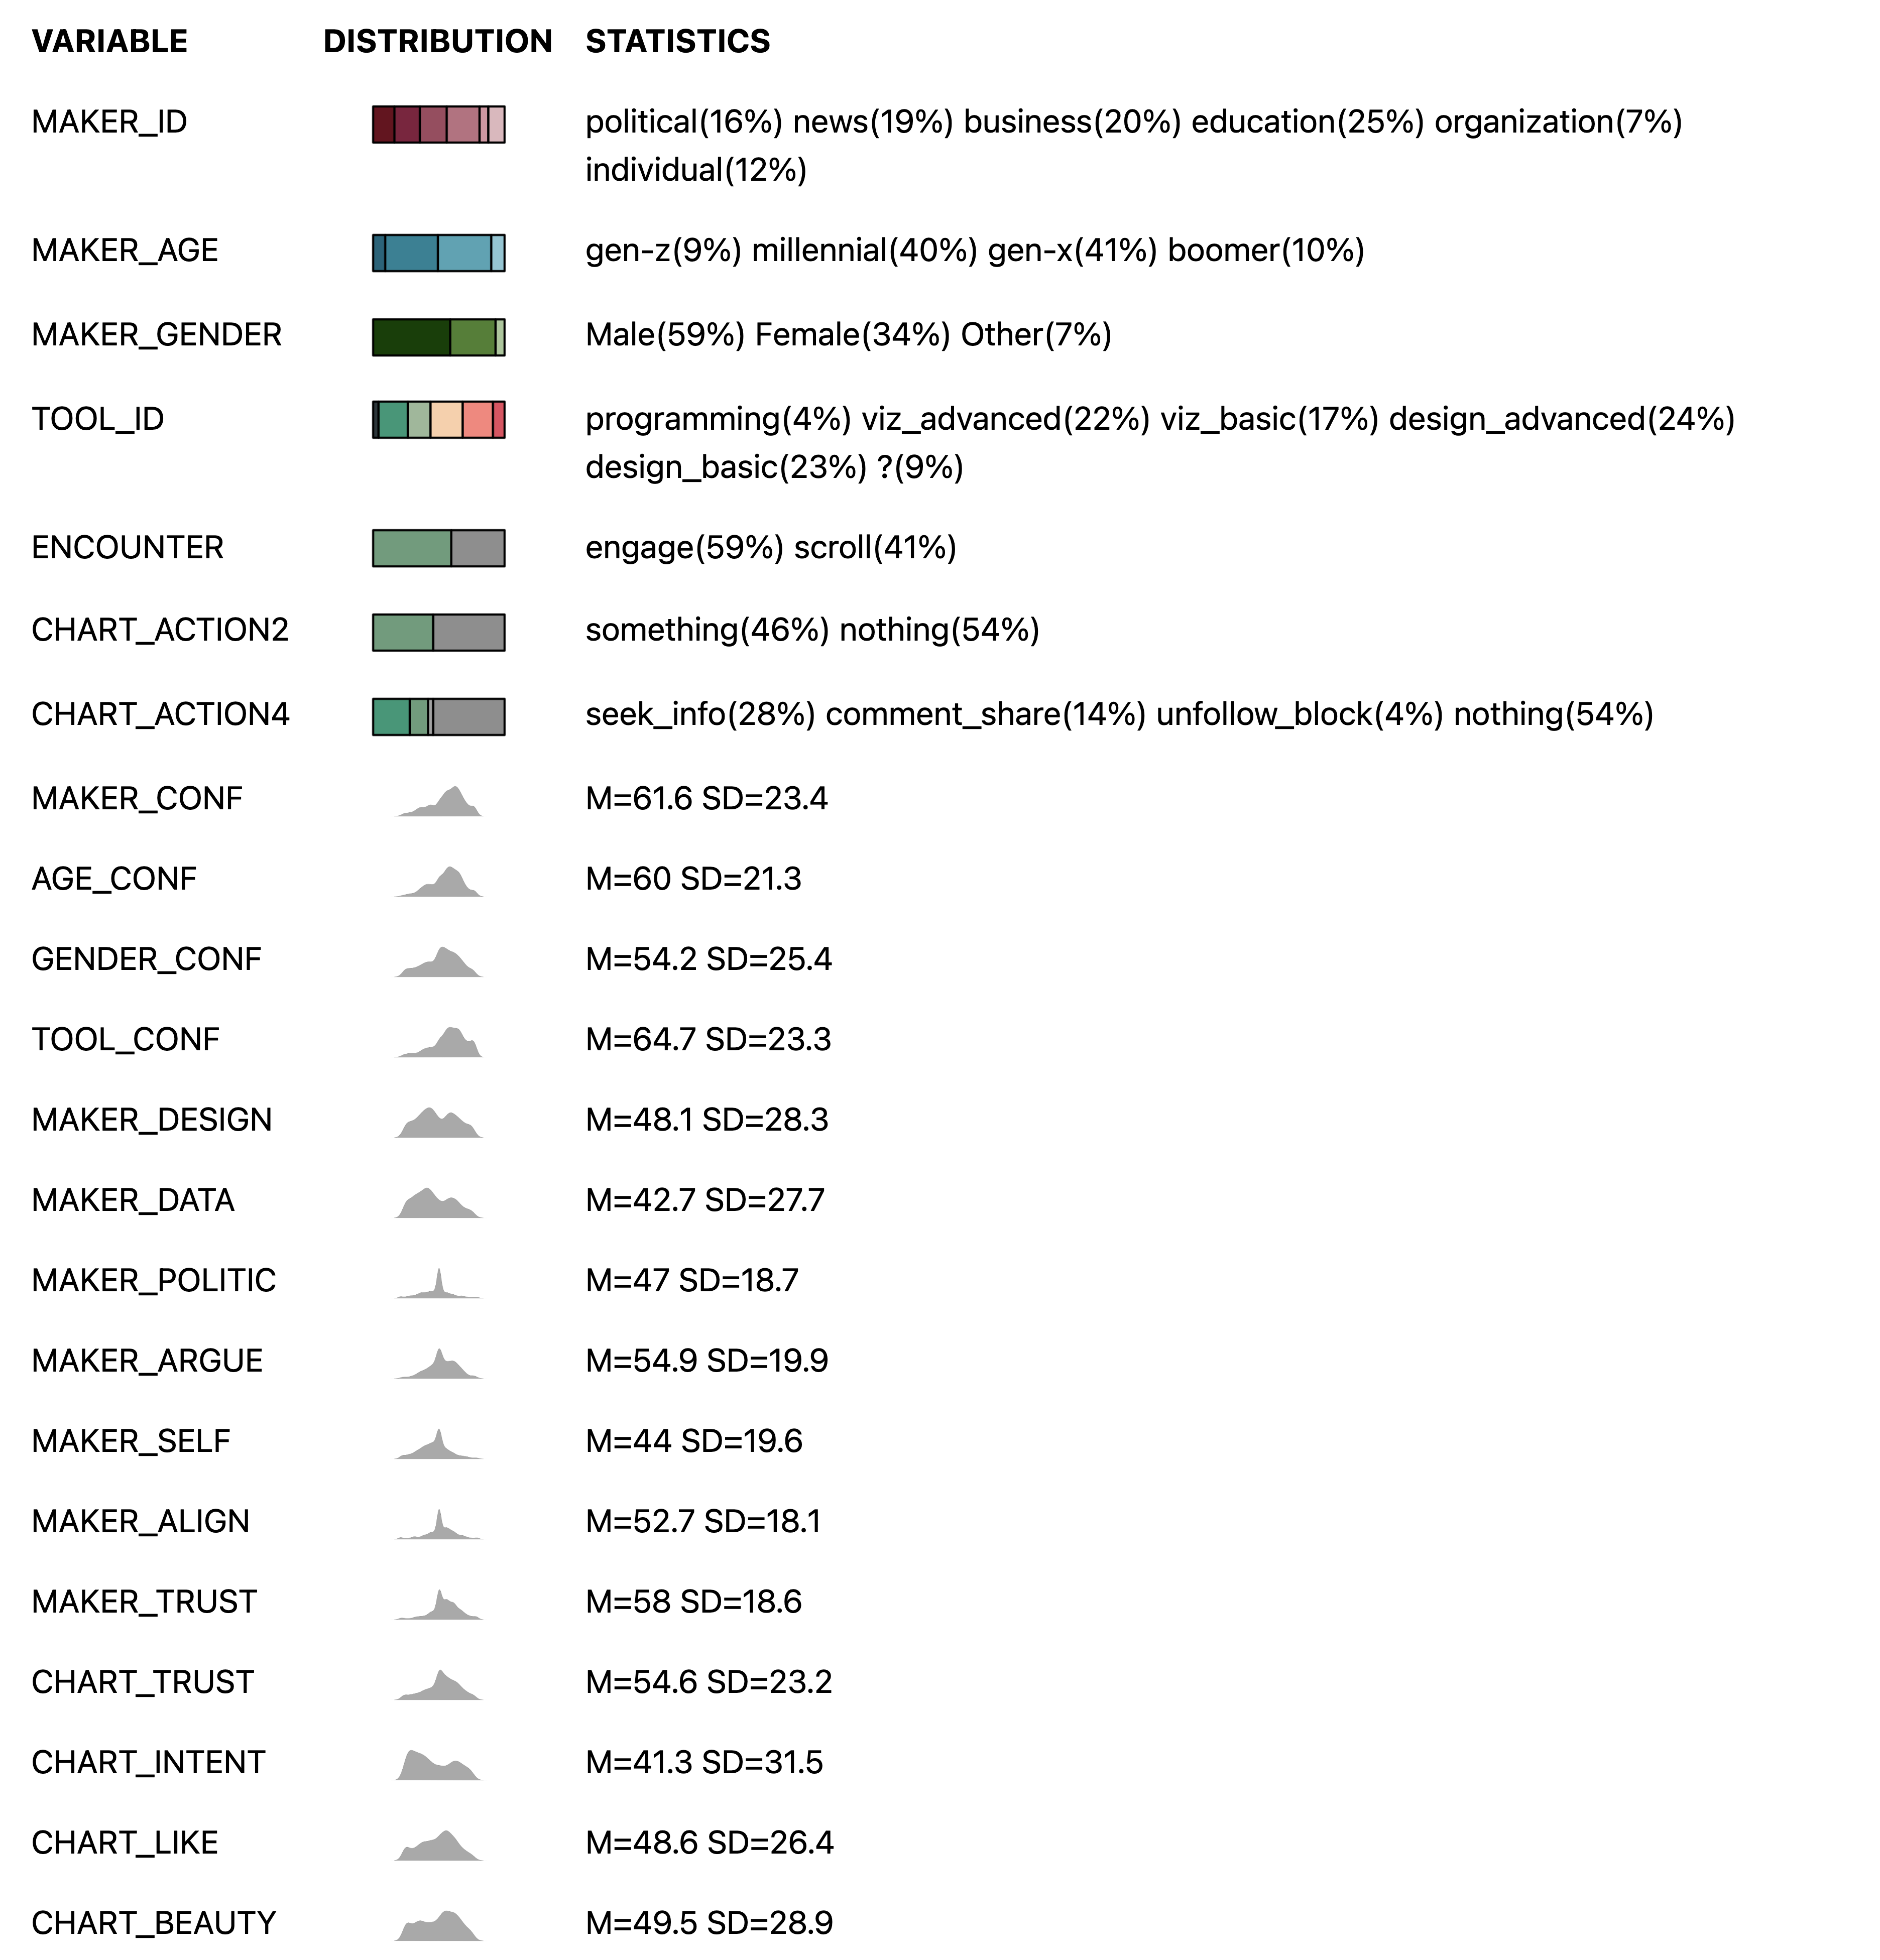 VARIABLE DISTRIBUTION STATISTICS
MAKER_ID political(16%) news(19%) business(20%) education(25%) organization(7%)
individual(12%)
MAKER_AGE gen-z(9%) millennial(40%) gen-x(41%) boomer(10%)
MAKER_GENDER Male(59%) Female(34%) Other(7%)
TOOL_ID programming(4%) viz_advanced(22%) viz_basic(17%) design_advanced(24%)
design_basic(23%) ?(9%)
ENCOUNTER engage(59%) scroll(41%)
CHART_ACTION2 something(46%) nothing(54%)
CHART_ACTION4 seek_info(28%) comment_share(14%) unfollow_block(4%) nothing(54%)
MAKER_CONF M=61.6 SD=23.4
AGE_CONF M=60 SD=21.3
GENDER_CONF M=54.2 SD=25.4
TOOL_CONF M=64.7 SD=23.3
MAKER_DESIGN M=48.1 SD=28.3
MAKER_DATA M=42.7 SD=27.7
MAKER_POLITIC M=47 SD=18.7
MAKER_ARGUE M=54.9 SD=19.9
MAKER_SELF M=44 SD=19.6
MAKER_ALIGN M=52.7 SD=18.1
MAKER_TRUST M=58 SD=18.6
CHART_TRUST M=54.6 SD=23.2
CHART_INTENT M=41.3 SD=31.5
CHART_LIKE M=48.6 SD=26.4
CHART_BEAUTY M=49.5 SD=28.9